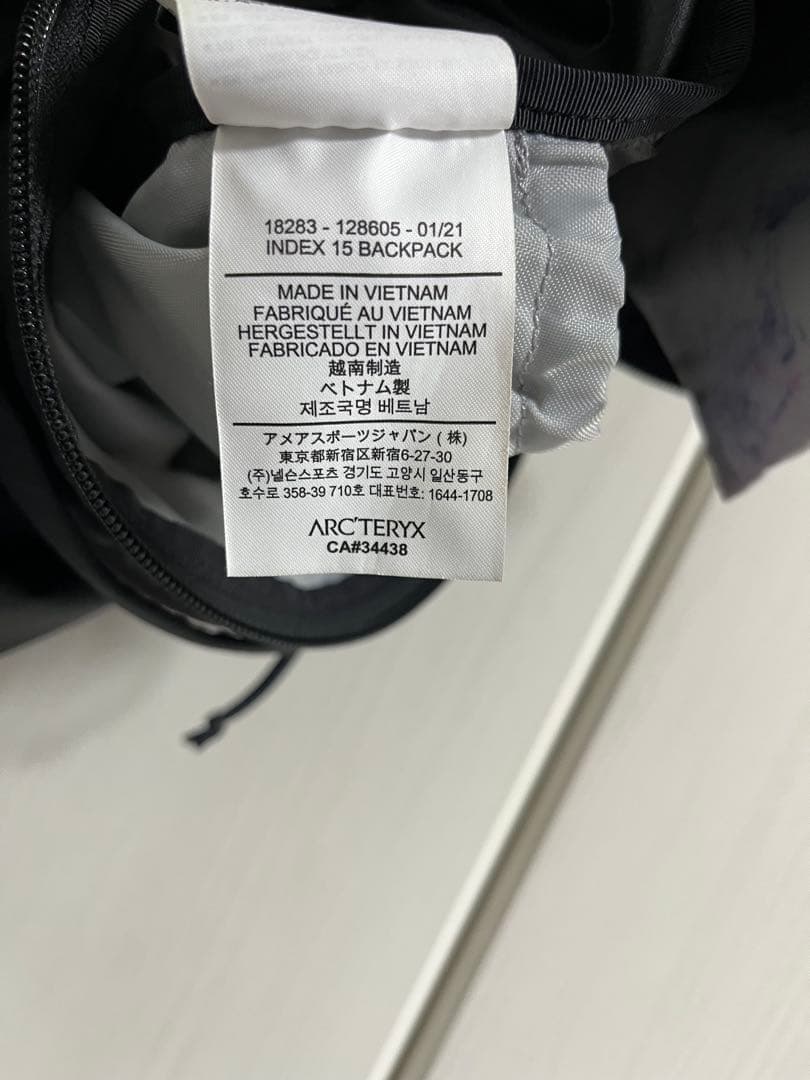 18283 - 128605 - 01/21
INDEX 15 BACKPACK
MADE IN VIETNAM
FABRIQUÉ AU VIETNAM
HERGESTELLT IN VIETNAM
FABRICADO EN VIETNAM
越南制造
ベトナム製
제조국명 베트남
アメアスポーツジャパン ( 株)
東京都新宿区新宿6-27-30
(주)넬슨스포츠 경기도 고양시 일산동구
호수로 358-39 710호 대표번호: 1644-1708
ARC'TERYX
CA#34438